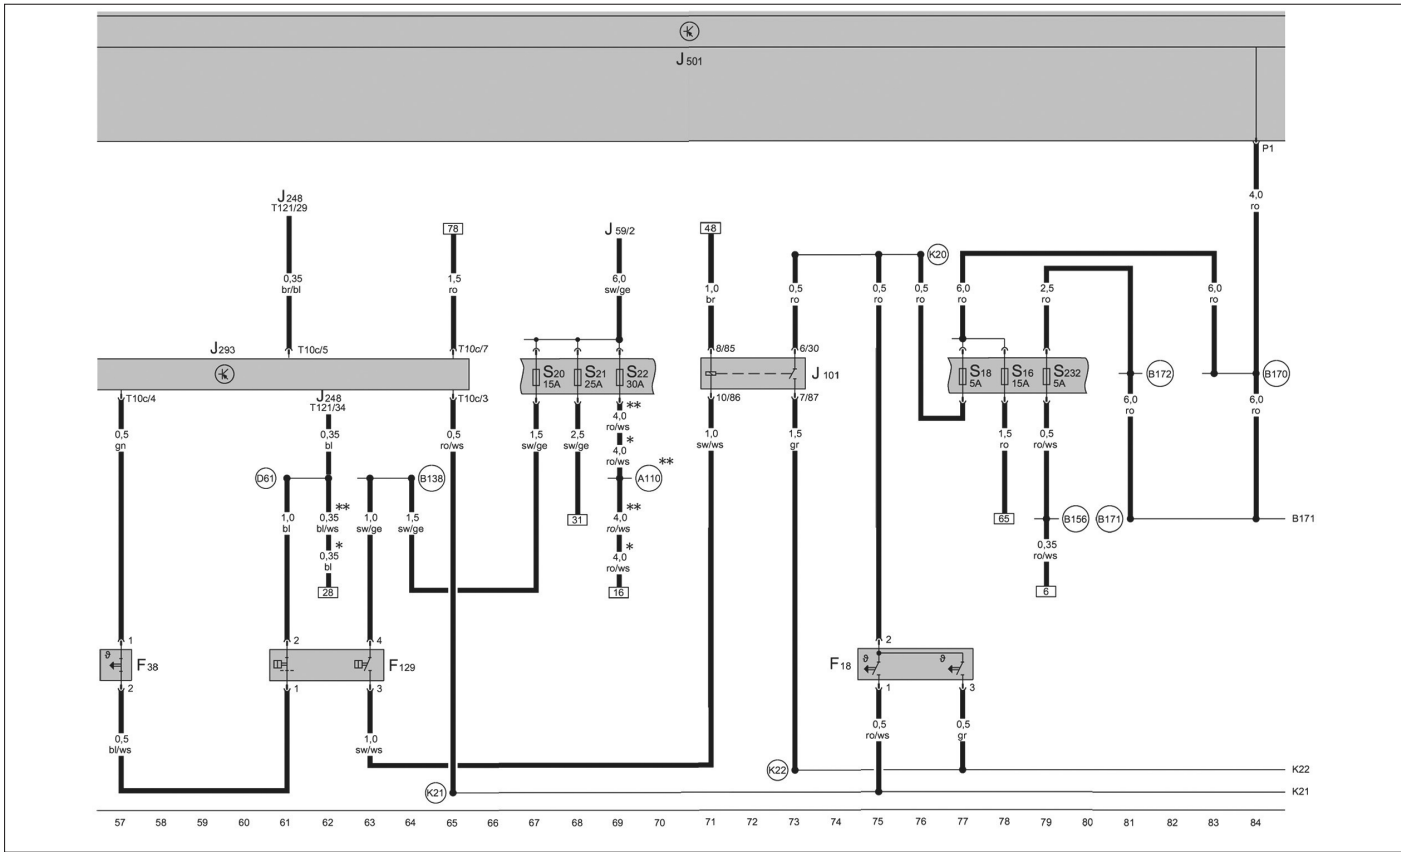 J 501
P1
4,0
ro
J 248
T121/29
78
J 59/2
48
K20
0,35
br/bl
1,5
ro
6,0
sw/ge
1,0
br
0,5
ro
0,5
ro
0,5
ro
6,0
ro
2,5
ro
6,0
ro
J 293
T10c/5
T10c/7
8/85
6/30
S20
15A
S21
25A
S22
30A
J 101
S18
5A
S16
15A
S232
5A
B172
B170
T10c/4
J 248
T121/34
T10c/3
**
10/86
7/87
4,0
ro/ws
*
6,0
ro
6,0
ro
0,5
gn
0,35
bl
0,5
ro/ws
1,5
sw/ge
2,5
sw/ge
4,0
ro/ws
**
1,0
sw/ws
1,5
gr
1,5
ro
0,5
ro/ws
D61
B138
A110
1,0
bl
**
0,35
bl/ws
*
0,35
bl
28
1,0
sw/ge
1,5
sw/ge
31
**
4,0
ro/ws
*
4,0
ro/ws
16
65
B156
B171
B171
0,35
ro/ws
6
1
2
4
2
F38
F129
F18
2
1
3
1
3
0,5
bl/ws
1,0
sw/ws
0,5
ro/ws
0,5
gr
K22
K22
K21
K21
57 58 59 60 61 62 63 64 65 66 67 68 69 70 71 72 73 74 75 76 77 78 79 80 81 82 83 84